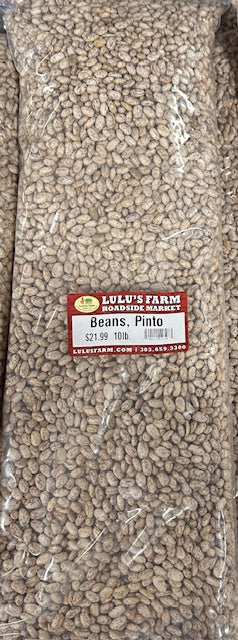 LULU'S FARM
ROADSIDE MARKET
Beans, Pinto
$21.99 10lb.
LULUSFARM.COM | 303.659.3300